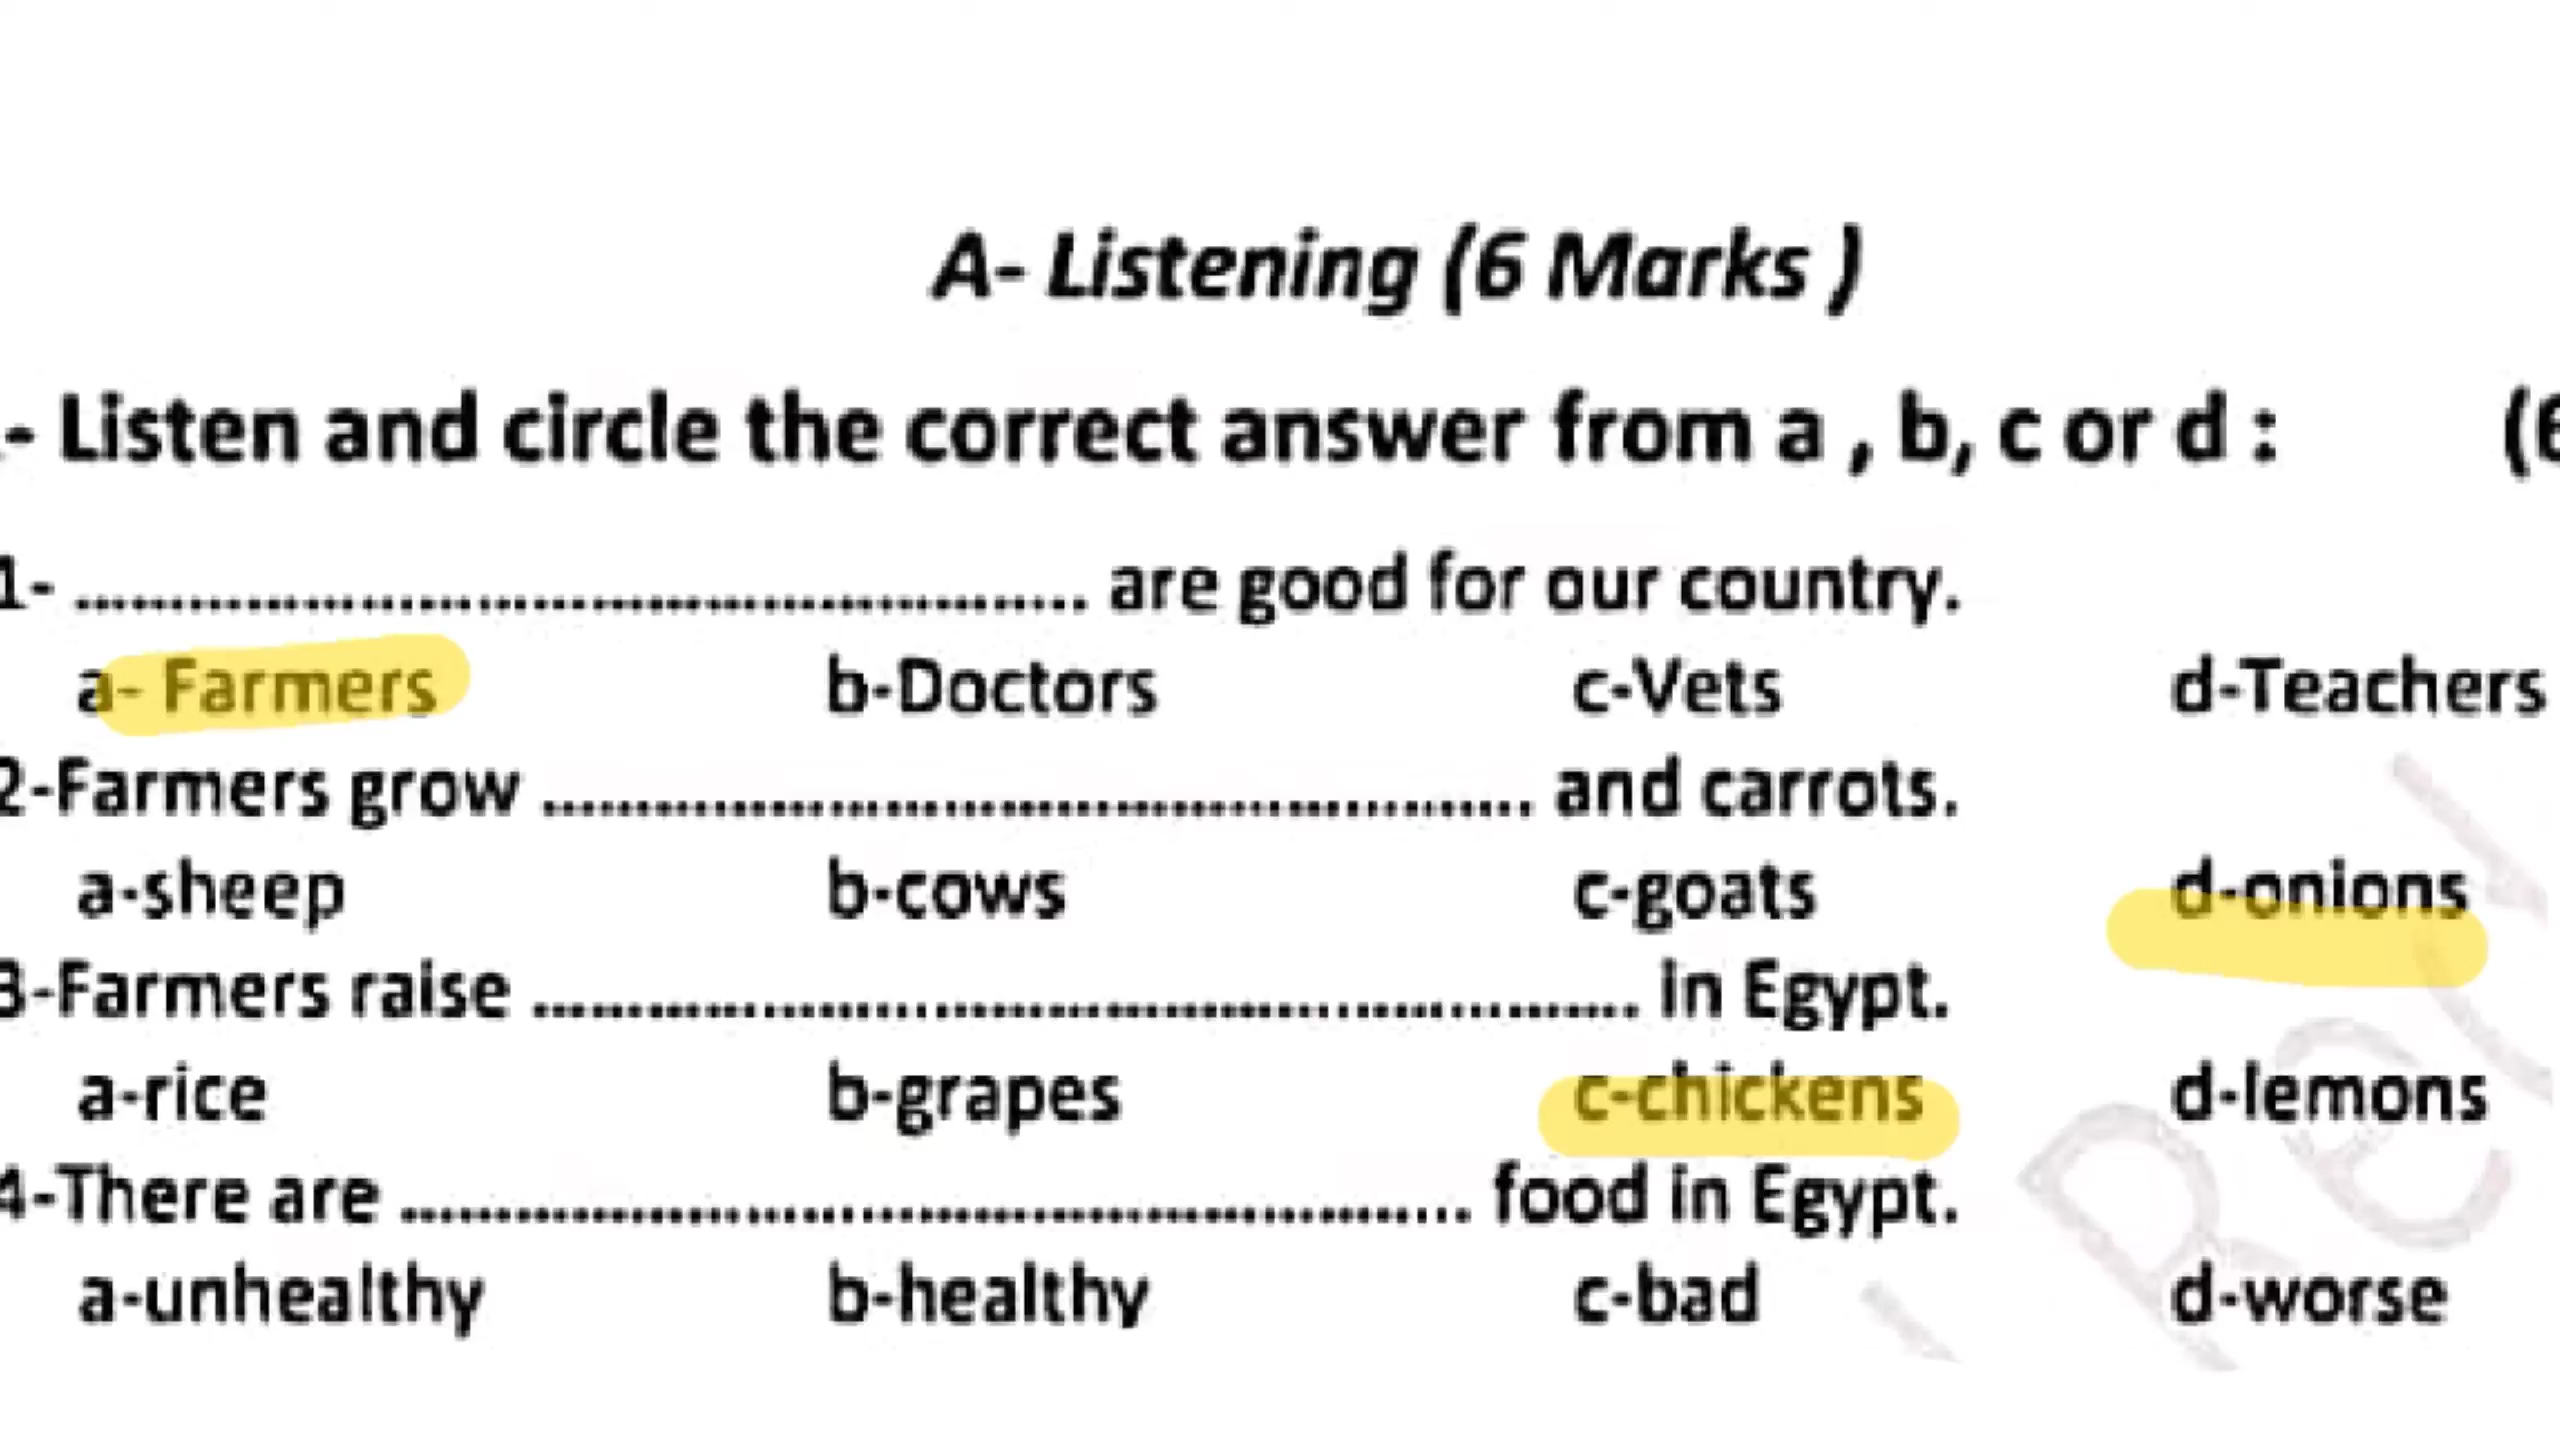 A- Listening (6 Marks )
- Listen and circle the correct answer from a , b, c or d : (6
1- ........................................................ are good for our country.
a- Farmers b-Doctors c-Vets d-Teachers
2-Farmers grow ........................................................ and carrots.
a-sheep b-cows c-goats d-onions
3-Farmers raise ........................................................ in Egypt.
a-rice b-grapes c-chickens d-lemons
4-There are ........................................................ food in Egypt.
a-unhealthy b-healthy c-bad d-worse